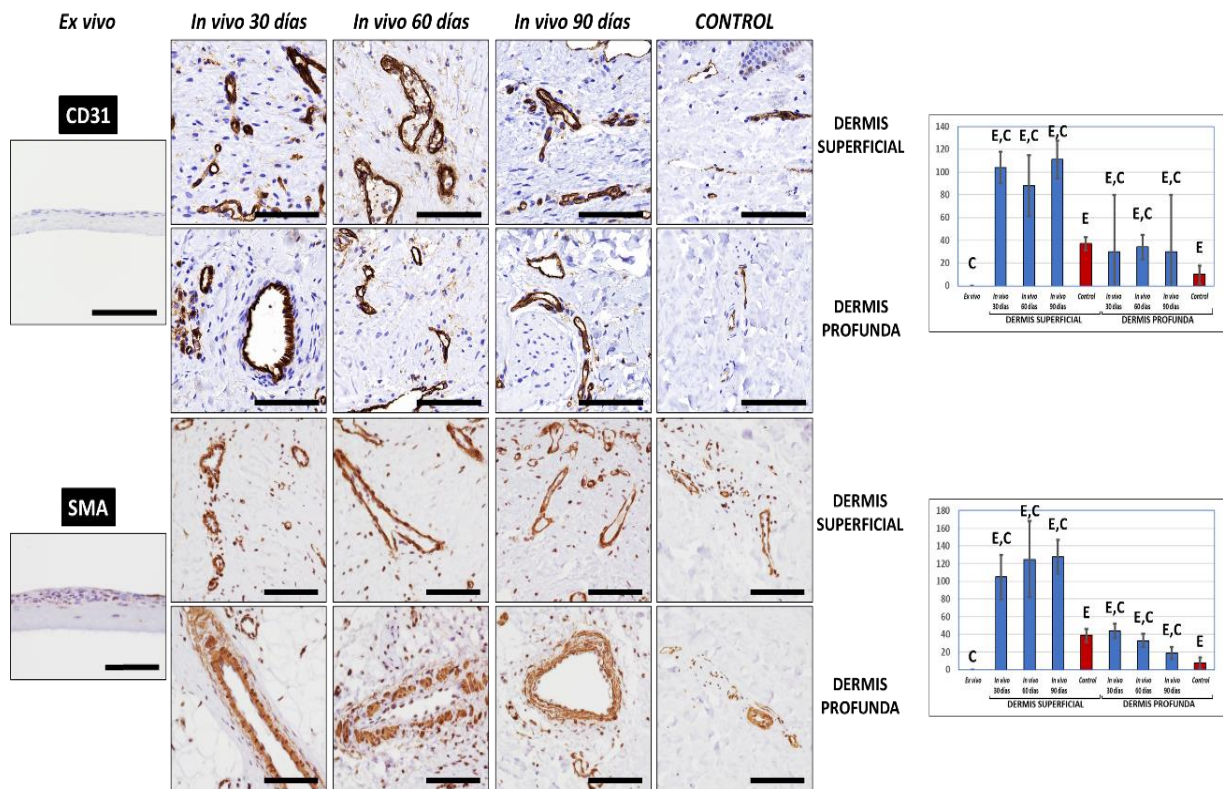 Ex vivo
In vivo 30 días
In vivo 60 días
In vivo 90 días
CONTROL
CD31
DERMIS
SUPERFICIAL
DERMIS
PROFUNDA
SMA
DERMIS
SUPERFICIAL
DERMIS
PROFUNDA
140
120
100
80
60
40
20
0
C
E,C
E,C
E,C
E
E,C
E,C
E,C
E
Ex vivo
In vivo
30 días
In vivo
60 días
In vivo
90 días
Control
In vivo
30 días
In vivo
60 días
In vivo
90 días
Control
DERMIS SUPERFICIAL
DERMIS PROFUNDA
180
160
140
120
100
80
60
40
20
0
C
E,C
E,C
E,C
E
E,C
E,C
E,C
E
Ex vivo
In vivo
30 días
In vivo
60 días
In vivo
90 días
Control
In vivo
30 días
In vivo
60 días
In vivo
90 días
Control
DERMIS SUPERFICIAL
DERMIS PROFUNDA